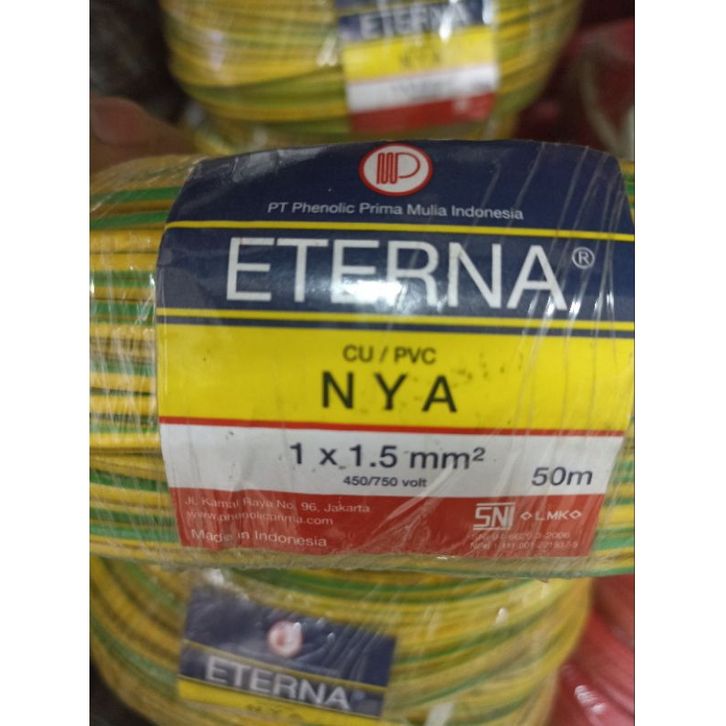 ETERNA
NYA
PT Phenolic Prima Mulia Indonesia
ETERNA®
CU / PVC
NYA
1 x 1.5 mm²
450/750 volt
50m
Jl. Kamal Raya No. 96, Jakarta
www.phenolicprima.com
Made in Indonesia
SNI LMK
ETERNA®